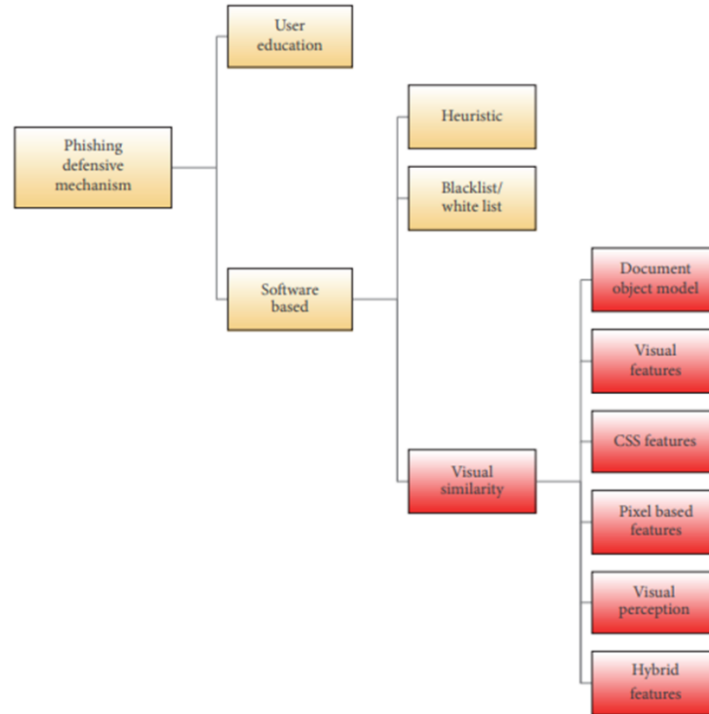 User
education
Phishing
defensive
mechanism
Heuristic
Blacklist/
white list
Software
based
Document
object model
Visual
features
CSS features
Visual
similarity
Pixel based
features
Visual
perception
Hybrid
features